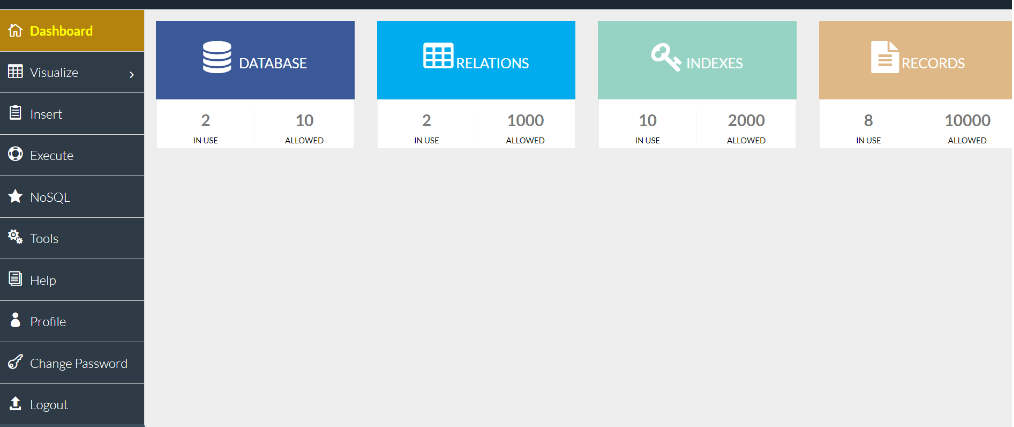 Dashboard
Visualize
Insert
Execute
NoSQL
Tools
Help
Profile
Change Password
Logout
DATABASE
2 10
IN USE ALLOWED
RELATIONS
2 1000
IN USE ALLOWED
INDEXES
10 2000
IN USE ALLOWED
RECORDS
8 10000
IN USE ALLOWED